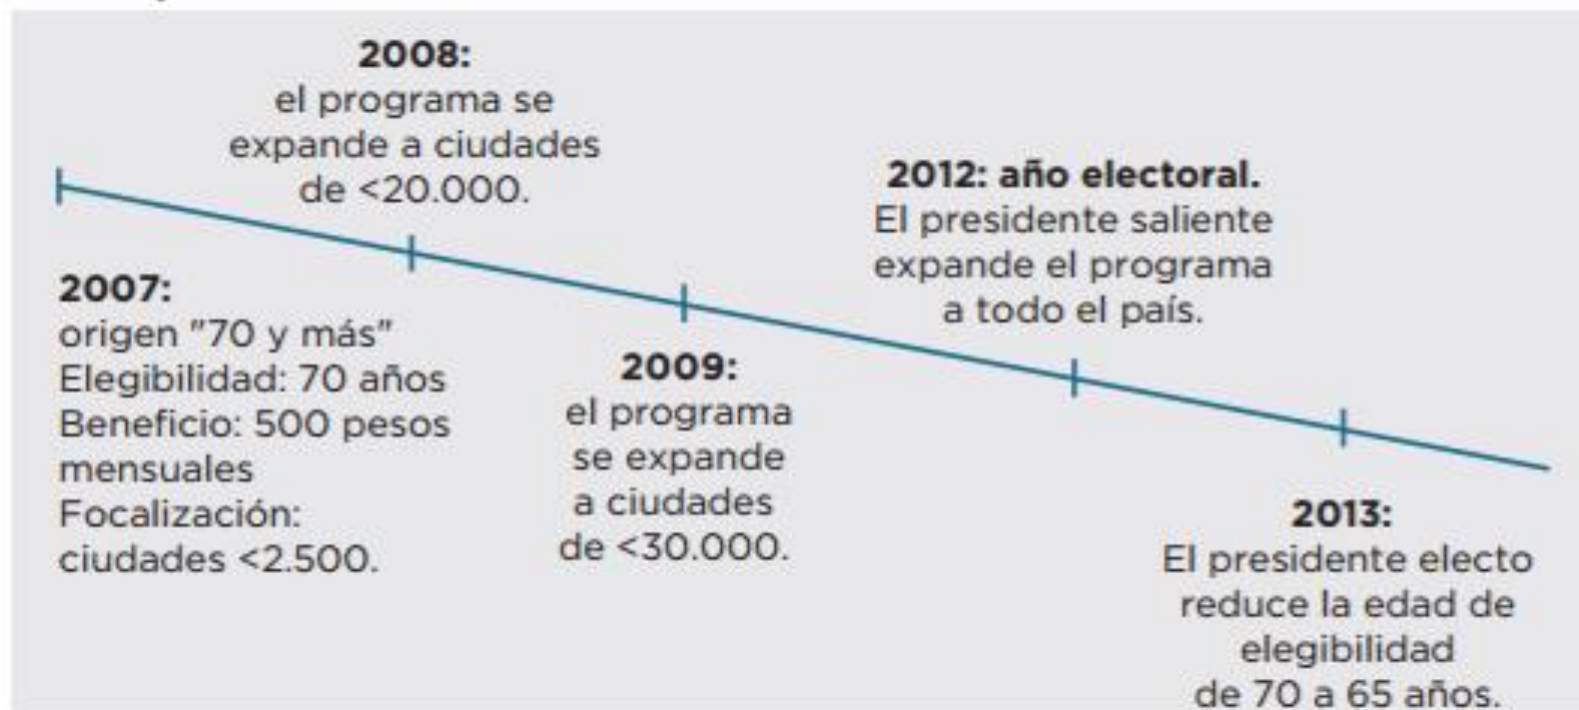 2008:
el programa se
expande a ciudades
de <20.000.
2012: año electoral.
El presidente saliente
expande el programa
a todo el país.
2007:
origen "70 y más"
Elegibilidad: 70 años
Beneficio: 500 pesos
mensuales
Focalización:
ciudades <2.500.
2009:
el programa
se expande
a ciudades
de <30.000.
2013:
El presidente electo
reduce la edad de
elegibilidad
de 70 a 65 años.